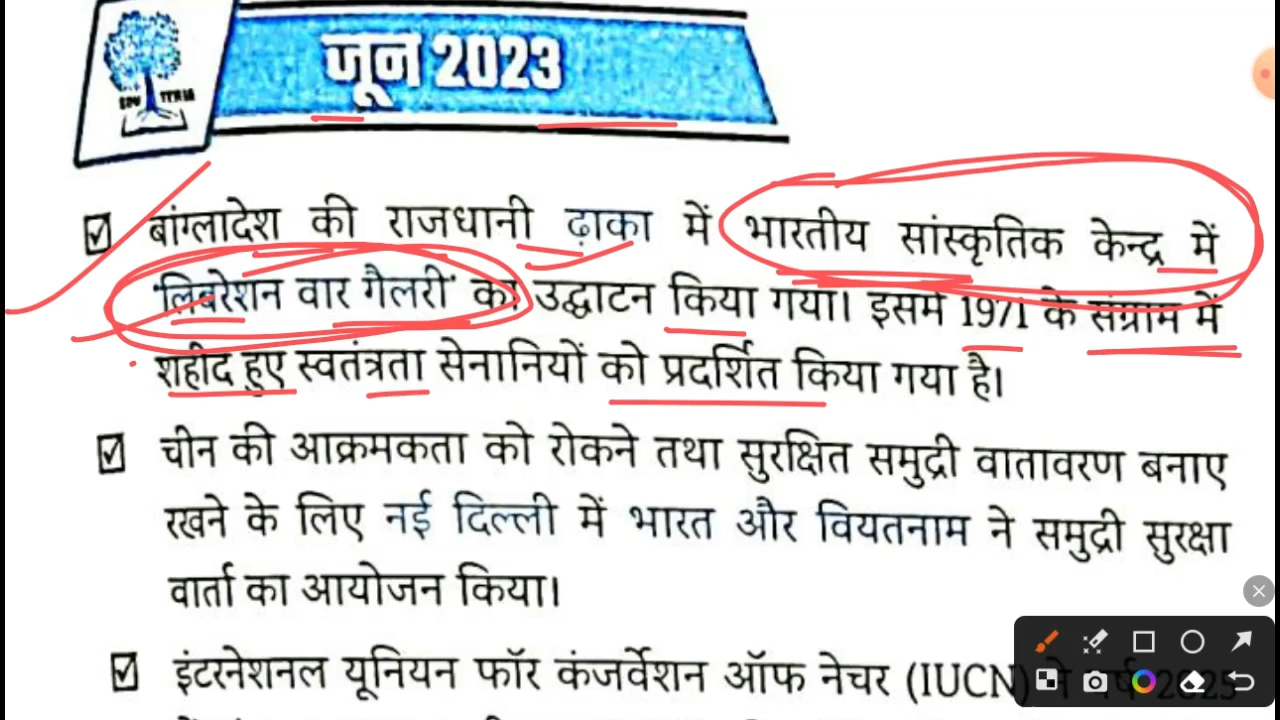 जून 2023
बांग्लादेश की राजधानी ढ़ाका में भारतीय सांस्कृतिक केन्द्र में
'लिबरेशन वार गैलरी' का उद्घाटन किया गया। इसमें 1971 के संग्राम में
शहीद हुए स्वतंत्रता सेनानियों को प्रदर्शित किया गया है।
चीन की आक्रमकता को रोकने तथा सुरक्षित समुद्री वातावरण बनाए
रखने के लिए नई दिल्ली में भारत और वियतनाम ने समुद्री सुरक्षा
वार्ता का आयोजन किया।
इंटरनेशनल यूनियन फॉर कंजर्वेशन ऑफ नेचर (IUCN) ने वर्ष 2025